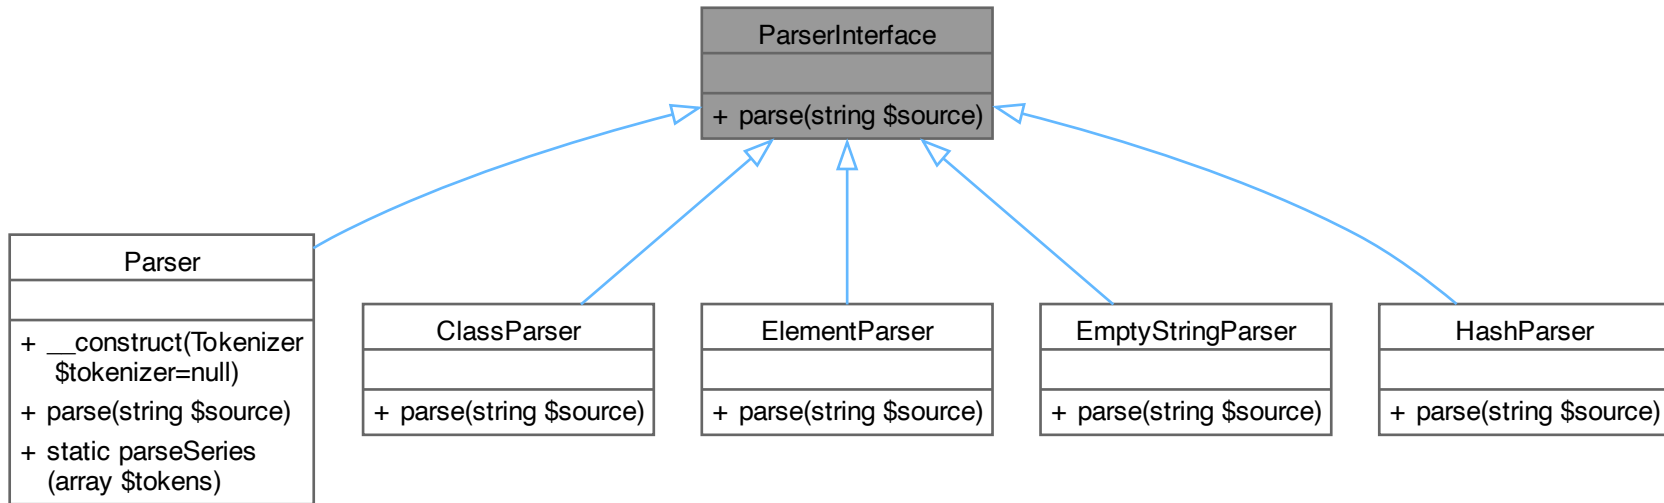 ParserInterface
+ parse(string $source)
Parser
+ __construct(Tokenizer
$tokenizer=null)
+ parse(string $source)
+ static parseSeries
(array $tokens)
ClassParser
+ parse(string $source)
ElementParser
+ parse(string $source)
EmptyStringParser
+ parse(string $source)
HashParser
+ parse(string $source)